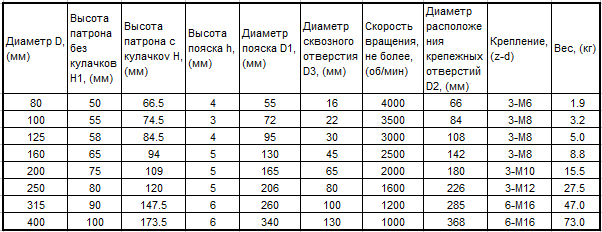 Диаметр D, (мм) | Высота патрона без кулачков H1, (мм) | Высота патрона с кулачков H, (мм) | Высота пояска h, (мм) | Диаметр пояска D1, (мм) | Диаметр сквозного отверстия D3, (мм) | Скорость вращения, не более, (об/мин) | Диаметр расположе ния крепежных отверстий D2, (мм) | Крепление, (z-d) | Вес, (кг)
80 | 50 | 66.5 | 4 | 55 | 16 | 4000 | 66 | 3-M6 | 1.9
100 | 55 | 74.5 | 3 | 72 | 22 | 3500 | 84 | 3-M8 | 3.2
125 | 58 | 84.5 | 4 | 95 | 30 | 3000 | 108 | 3-M8 | 5.0
160 | 65 | 94 | 5 | 130 | 45 | 2500 | 142 | 3-M8 | 8.8
200 | 75 | 109 | 5 | 165 | 65 | 2000 | 180 | 3-M10 | 15.5
250 | 80 | 120 | 5 | 206 | 80 | 1600 | 226 | 3-M12 | 27.5
315 | 90 | 147.5 | 6 | 260 | 100 | 1200 | 285 | 6-M16 | 47.0
400 | 100 | 173.5 | 6 | 340 | 130 | 1000 | 368 | 6-M16 | 73.0